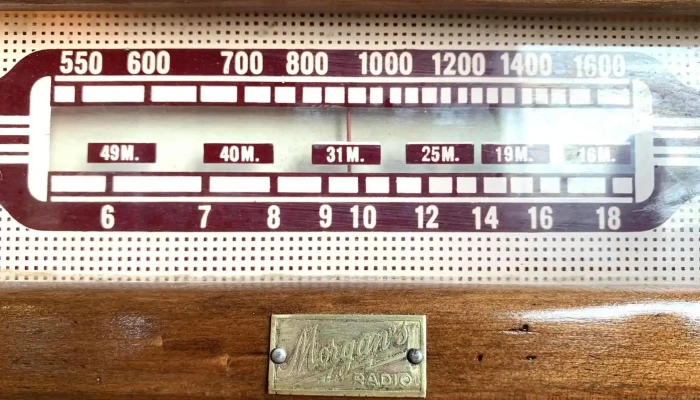 550 600 700 800 1000 1200 1400 1600
49M. 40M. 31M. 25M. 19M. 16M.
6 7 8 9 10 12 14 16 18
Morgan's
RADIO